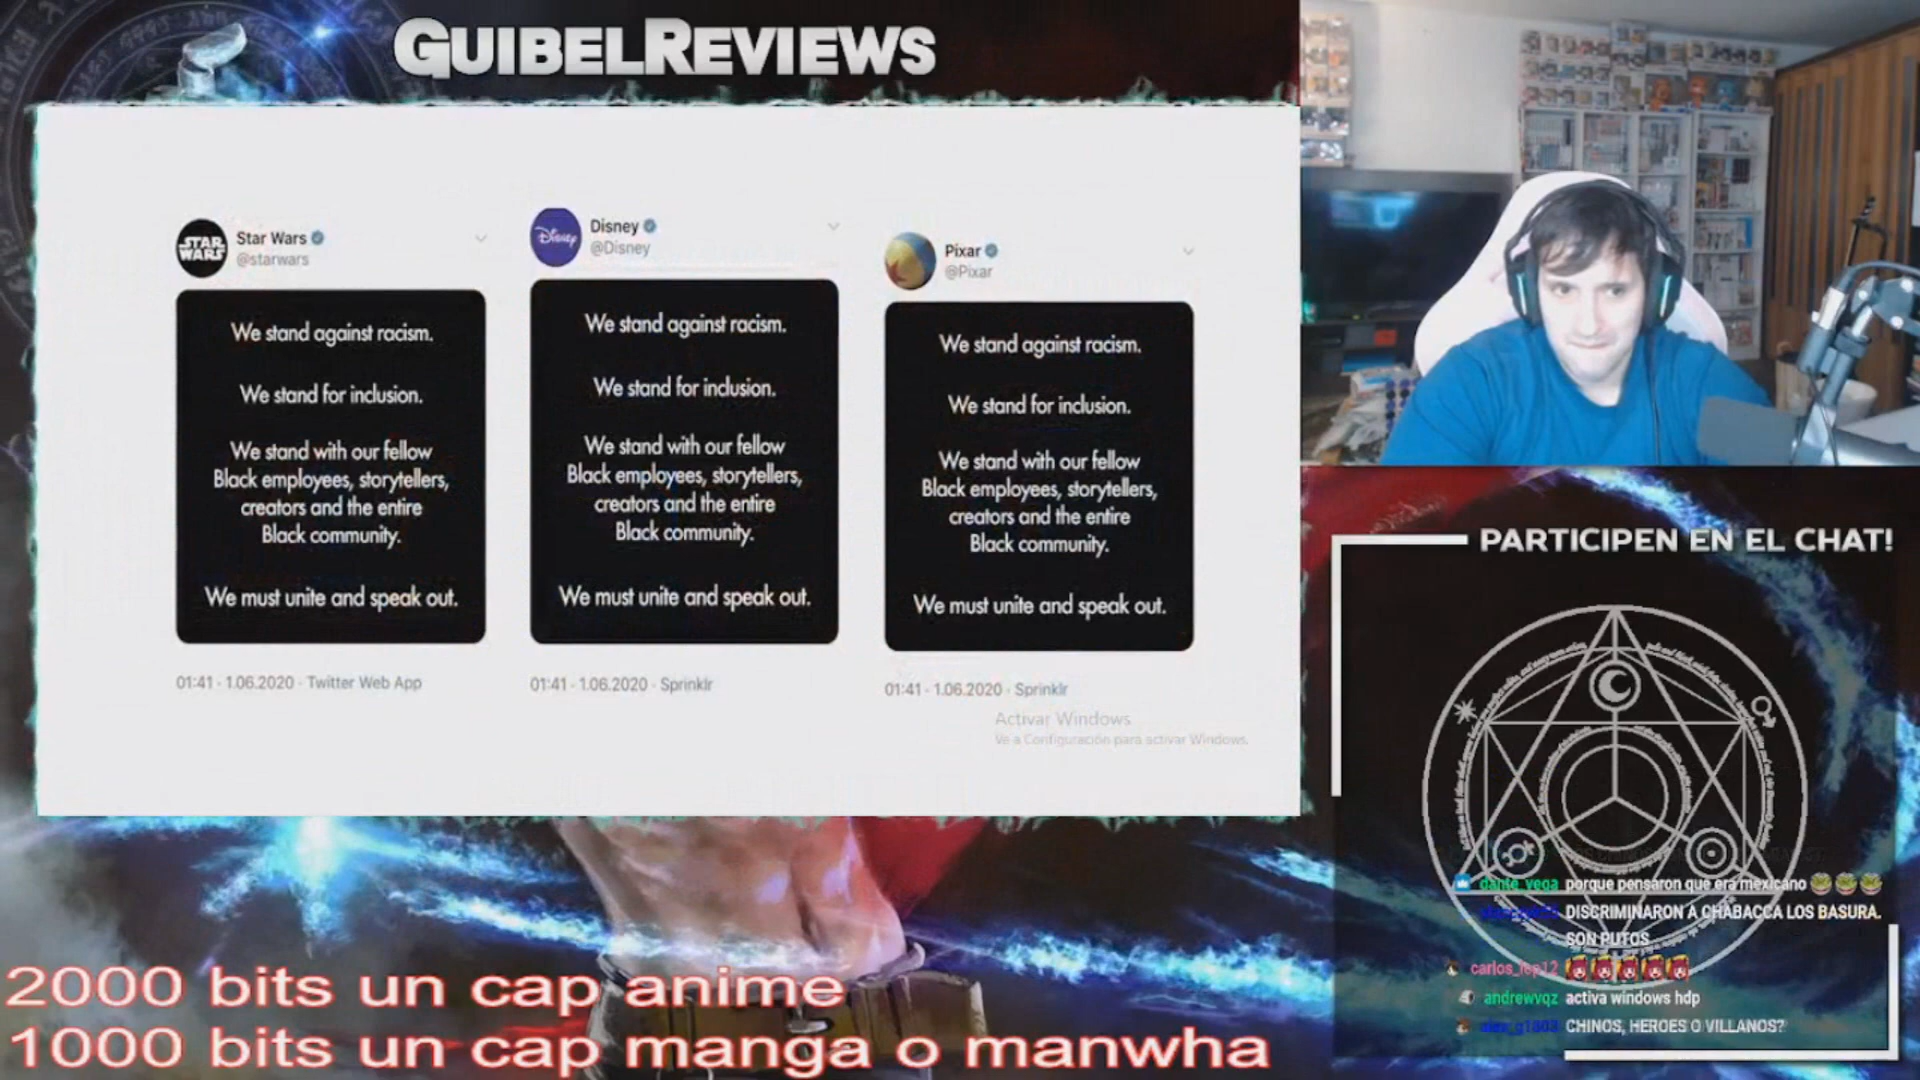 GUIBELREVIEWS
STAR WARS
Star Wars
@starwars
We stand against racism.
We stand for inclusion.
We stand with our fellow
Black employees, storytellers,
creators and the entire
Black community.
We must unite and speak out.
01:41 · 1.06.2020 · Twitter Web App
Disney
Disney
@Disney
We stand against racism.
We stand for inclusion.
We stand with our fellow
Black employees, storytellers,
creators and the entire
Black community.
We must unite and speak out.
01:41 · 1.06.2020 · Sprinklr
Pixar
@Pixar
We stand against racism.
We stand for inclusion.
We stand with our fellow
Black employees, storytellers,
creators and the entire
Black community.
We must unite and speak out.
01:41 · 1.06.2020 · Sprinklr
Activar Windows
Ve a Configuración para activar Windows.
PARTICIPEN EN EL CHAT!
dante_vega porque pensaron que era mexicano
DISCRIMINARON A CHABACCA LOS BASURA.
SON PUTOS
carlos_lop12
andrewvqz activa windows hdp
CHINOS, HEROES O VILLANOS?
2000 bits un cap anime
1000 bits un cap manga o manwha